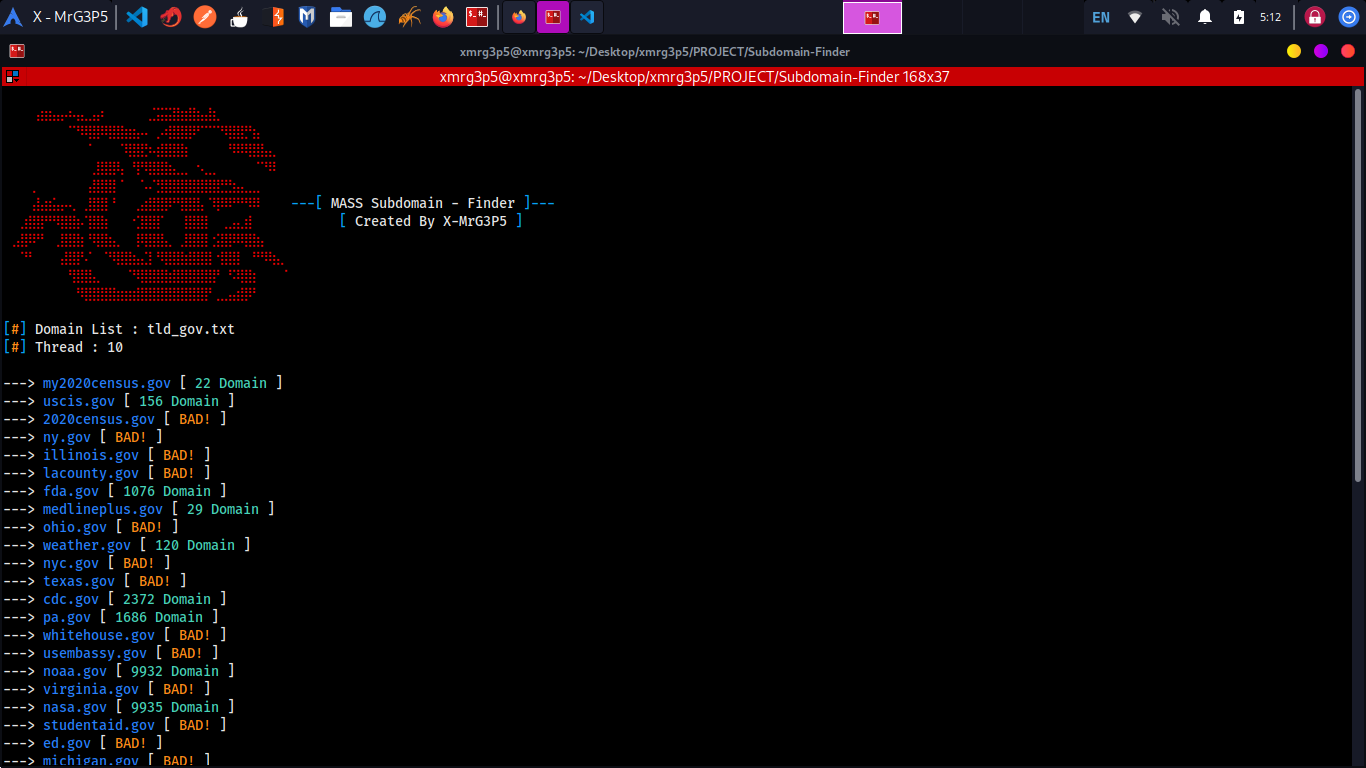 X - MrG3P5
EN
5:12
xmrg3p5@xmrg3p5: ~/Desktop/xmrg3p5/PROJECT/Subdomain-Finder
xmrg3p5@xmrg3p5: ~/Desktop/xmrg3p5/PROJECT/Subdomain-Finder 168x37
---[ MASS Subdomain - Finder ]---
[ Created By X-MrG3P5 ]
[#] Domain List : tld_gov.txt
[#] Thread : 10
---> my2020census.gov [ 22 Domain ]
---> uscis.gov [ 156 Domain ]
---> 2020census.gov [ BAD! ]
---> ny.gov [ BAD! ]
---> illinois.gov [ BAD! ]
---> lacounty.gov [ BAD! ]
---> fda.gov [ 1076 Domain ]
---> medlineplus.gov [ 29 Domain ]
---> ohio.gov [ BAD! ]
---> weather.gov [ 120 Domain ]
---> nyc.gov [ BAD! ]
---> texas.gov [ BAD! ]
---> cdc.gov [ 2372 Domain ]
---> pa.gov [ 1686 Domain ]
---> whitehouse.gov [ BAD! ]
---> usembassy.gov [ BAD! ]
---> noaa.gov [ 9932 Domain ]
---> virginia.gov [ BAD! ]
---> nasa.gov [ 9935 Domain ]
---> studentaid.gov [ BAD! ]
---> ed.gov [ BAD! ]
---> michigan.gov [ BAD! ]